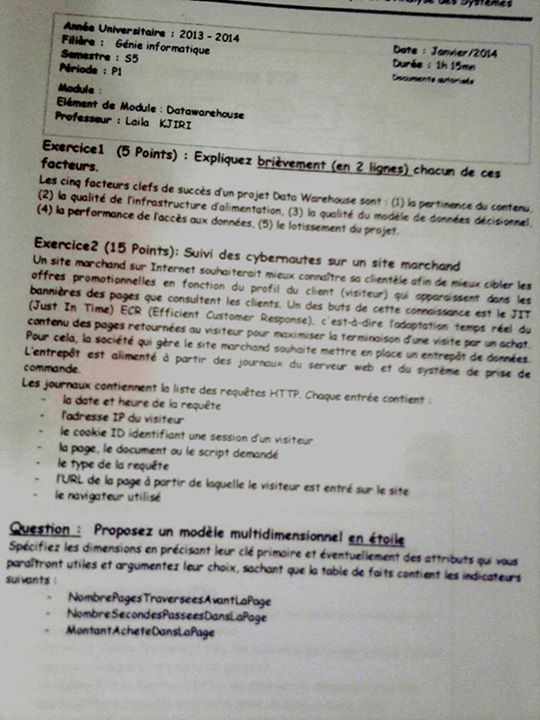 des Systèmes
Année Universitaire : 2013 - 2014
Filière : Génie informatique
Semestre : S5
Période : P1
Date : Janvier/2014
Durée : 1h 15mn
Documents autorisés
Module :
Elément de Module : Datawarehouse
Professeur : Laila KJIRI
Exercice1 (5 Points) : Expliquez brièvement (en 2 lignes) chacun de ces
facteurs.
Les cinq facteurs clefs de succès d'un projet Data Warehouse sont : (1) la pertinence du contenu,
(2) la qualité de l'infrastructure d'alimentation, (3) la qualité du modèle de données décisionnel,
(4) la performance de l'accès aux données, (5) le lotissement du projet.
Exercice2 (15 Points): Suivi des cybernautes sur un site marchand
Un site marchand sur Internet souhaiterait mieux connaître sa clientèle afin de mieux cibler les
offres promotionnelles en fonction du profil du client (visiteur) qui apparaissent dans les
bannières des pages que consultent les clients. Un des buts de cette connaissance est le JIT
(Just In Time) ECR (Efficient Customer Response), c'est-à-dire l'adaptation temps réel du
contenu des pages retournées au visiteur pour maximiser la terminaison d'une visite par un achat.
Pour cela, la société qui gère le site marchand souhaite mettre en place un entrepôt de données.
L'entrepôt est alimenté à partir des journaux du serveur web et du système de prise de
commande.
Les journaux contiennent la liste des requêtes HTTP. Chaque entrée contient :
- la date et heure de la requête
- l'adresse IP du visiteur
- le cookie ID identifiant une session d'un visiteur
- la page, le document ou le script demandé
- le type de la requête
- l'URL de la page à partir de laquelle le visiteur est entré sur le site
- le navigateur utilisé
Question : Proposez un modèle multidimensionnel en étoile
Spécifiez les dimensions en précisant leur clé primaire et éventuellement des attributs qui vous
paraîtront utiles et argumentez leur choix, sachant que la table de faits contient les indicateurs
suivants :
- NombrePagesTraverseesAvantLaPage
- NombreSecondesPasseesDansLaPage
- MontantAcheteDansLaPage